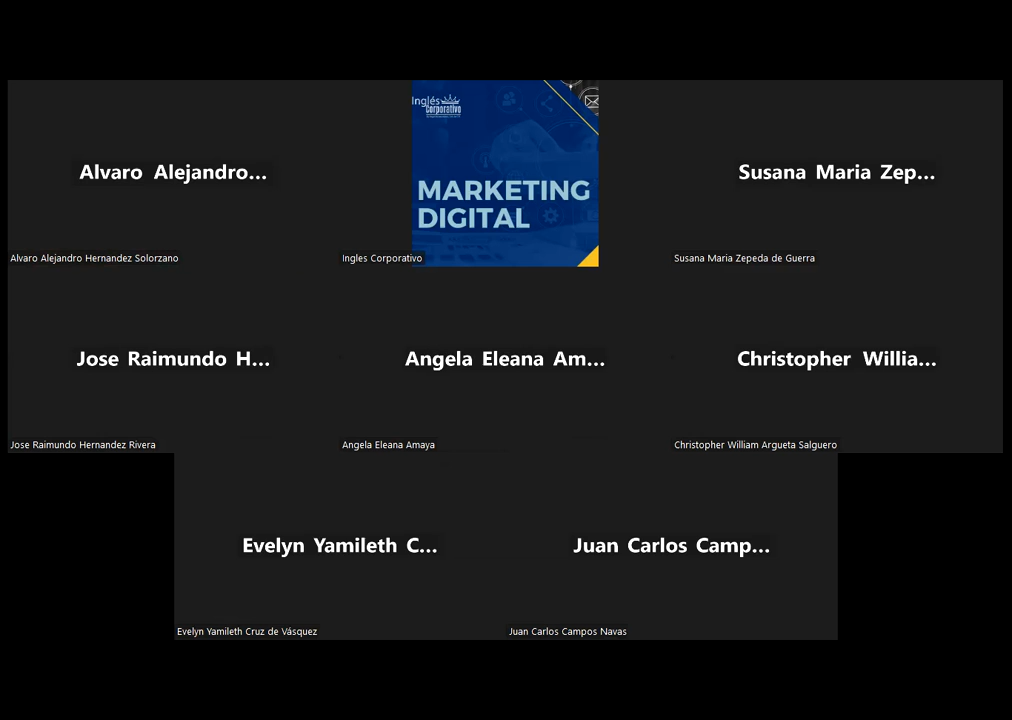 Alvaro Alejandro...
Alvaro Alejandro Hernandez Solorzano
Inglés
corporativo
MARKETING
DIGITAL
Ingles Corporativo
Susana Maria Zep...
Susana Maria Zepeda de Guerra
Jose Raimundo H...
Jose Raimundo Hernandez Rivera
Angela Eleana Am...
Angela Eleana Amaya
Christopher Willia...
Christopher William Argueta Salguero
Evelyn Yamileth C...
Evelyn Yamileth Cruz de Vásquez
Juan Carlos Camp...
Juan Carlos Campos Navas